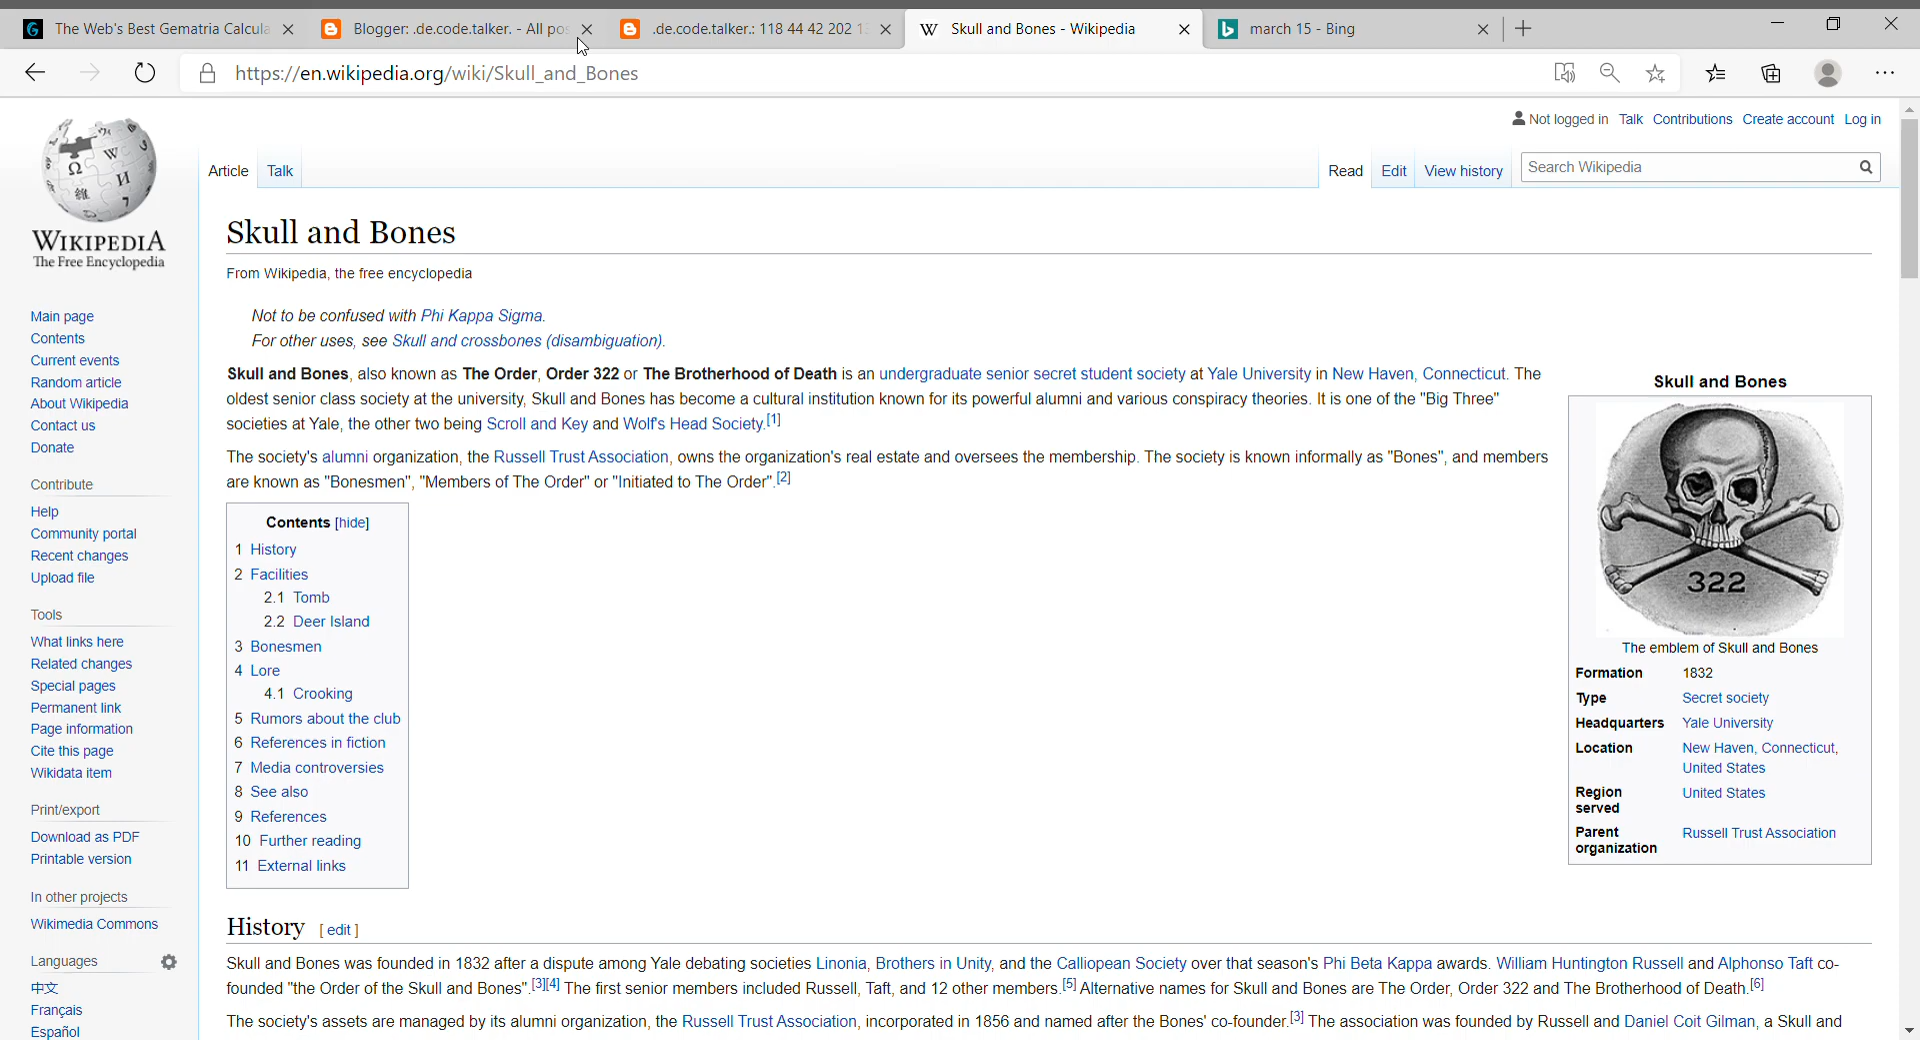 The Web's Best Gematria Calcula
Blogger: .de.code.talker. - All pos
.de.code.talker.: 118 44 42 202
Skull and Bones - Wikipedia
march 15 - Bing
https://en.wikipedia.org/wiki/Skull_and_Bones
Not logged in Talk Contributions Create account Log in
Article Talk
Read Edit View history
Search Wikipedia
WIKIPEDIA
The Free Encyclopedia
Main page
Contents
Current events
Random article
About Wikipedia
Contact us
Donate
Contribute
Help
Community portal
Recent changes
Upload file
Tools
What links here
Related changes
Special pages
Permanent link
Page information
Cite this page
Wikidata item
Print/export
Download as PDF
Printable version
In other projects
Wikimedia Commons
Languages
中文
Français
Español
Skull and Bones
From Wikipedia, the free encyclopedia
Not to be confused with Phi Kappa Sigma.
For other uses, see Skull and crossbones (disambiguation).
Skull and Bones, also known as The Order, Order 322 or The Brotherhood of Death is an undergraduate senior secret student society at Yale University in New Haven, Connecticut. The
oldest senior class society at the university, Skull and Bones has become a cultural institution known for its powerful alumni and various conspiracy theories. It is one of the "Big Three"
societies at Yale, the other two being Scroll and Key and Wolf's Head Society.[1]
The society's alumni organization, the Russell Trust Association, owns the organization's real estate and oversees the membership. The society is known informally as "Bones", and members
are known as "Bonesmen", "Members of The Order" or "Initiated to The Order".[2]
Contents [hide]
1 History
2 Facilities
2.1 Tomb
2.2 Deer Island
3 Bonesmen
4 Lore
4.1 Crooking
5 Rumors about the club
6 References in fiction
7 Media controversies
8 See also
9 References
10 Further reading
11 External links
Skull and Bones
322
The emblem of Skull and Bones
Formation 1832
Type Secret society
Headquarters Yale University
Location New Haven, Connecticut,
United States
Region United States
served
Parent Russell Trust Association
organization
History [ edit ]
Skull and Bones was founded in 1832 after a dispute among Yale debating societies Linonia, Brothers in Unity, and the Calliopean Society over that season's Phi Beta Kappa awards. William Huntington Russell and Alphonso Taft co-
founded "the Order of the Skull and Bones".[3][4] The first senior members included Russell, Taft, and 12 other members.[5] Alternative names for Skull and Bones are The Order, Order 322 and The Brotherhood of Death.[6]
The society's assets are managed by its alumni organization, the Russell Trust Association, incorporated in 1856 and named after the Bones' co-founder.[3] The association was founded by Russell and Daniel Coit Gilman, a Skull and